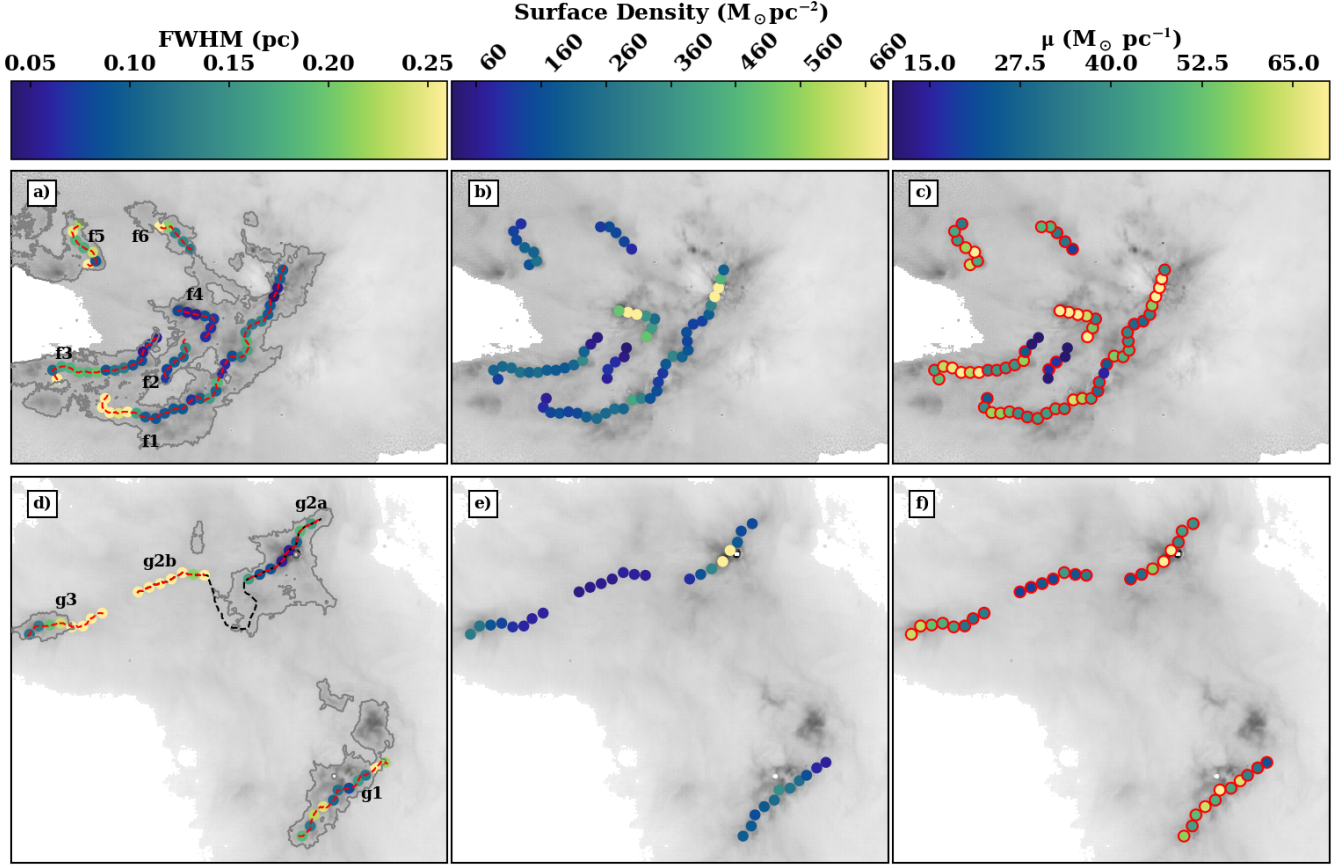 Surface Density (M⊙pc−2)
FWHM (pc)
μ (M⊙ pc−1)
0.05 0.10 0.15 0.20 0.25
60 160 260 360 460 560 660
15.0 27.5 40.0 52.5 65.0
a) b) c)
f5 f6
f4
f3
f2
f1
d) e) f)
g2a
g2b
g3
g1